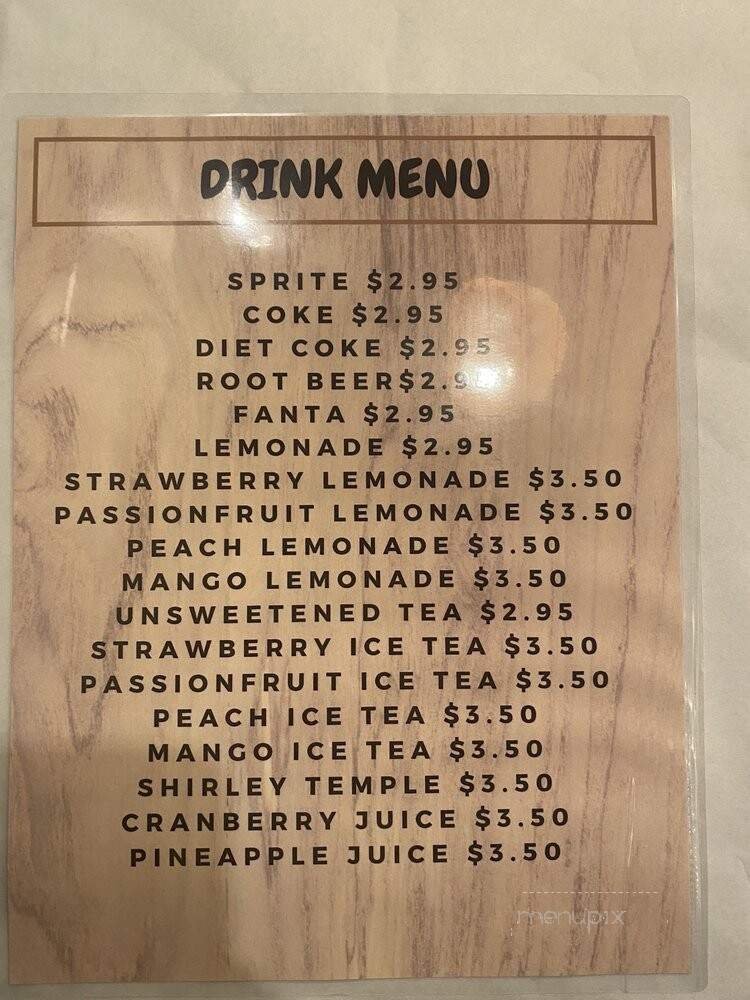 DRINK MENU
SPRITE $2.95
COKE $2.95
DIET COKE $2.95
ROOT BEER
FANTA $2.95
LEMONADE $2.95
STRAWBERRY LEMONADE $3.50
PASSIONFRUIT LEMONADE $3.50
PEACH LEMONADE $3.50
MANGO LEMONADE $3.50
UNSWEETENED TEA $2.95
STRAWBERRY ICE TEA $3.50
PASSIONFRUIT ICE TEA $3.50
PEACH ICE TEA $3.50
MANGO ICE TEA $3.50
SHIRLEY TEMPLE $3.50
CRANBERRY JUICE $3.50
PINEAPPLE JUICE $3.50
menupix